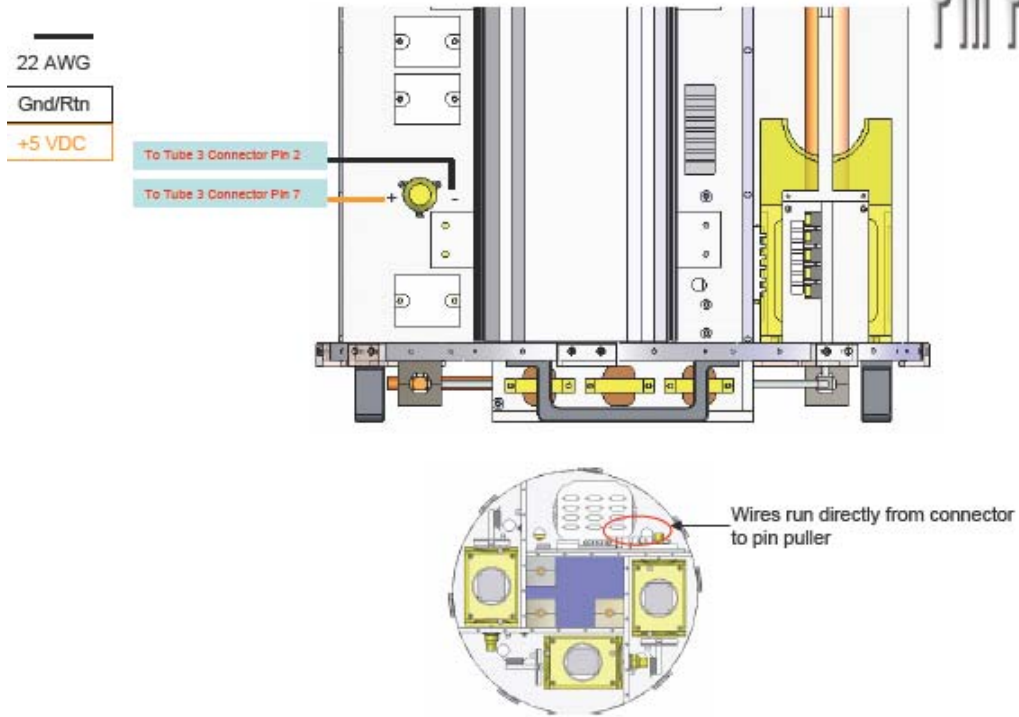 22 AWG
Gnd/Rtn
+5 VDC
To Tube 3 Connector Pin 2
To Tube 3 Connector Pin 7
+
-
Wires run directly from connector
to pin puller